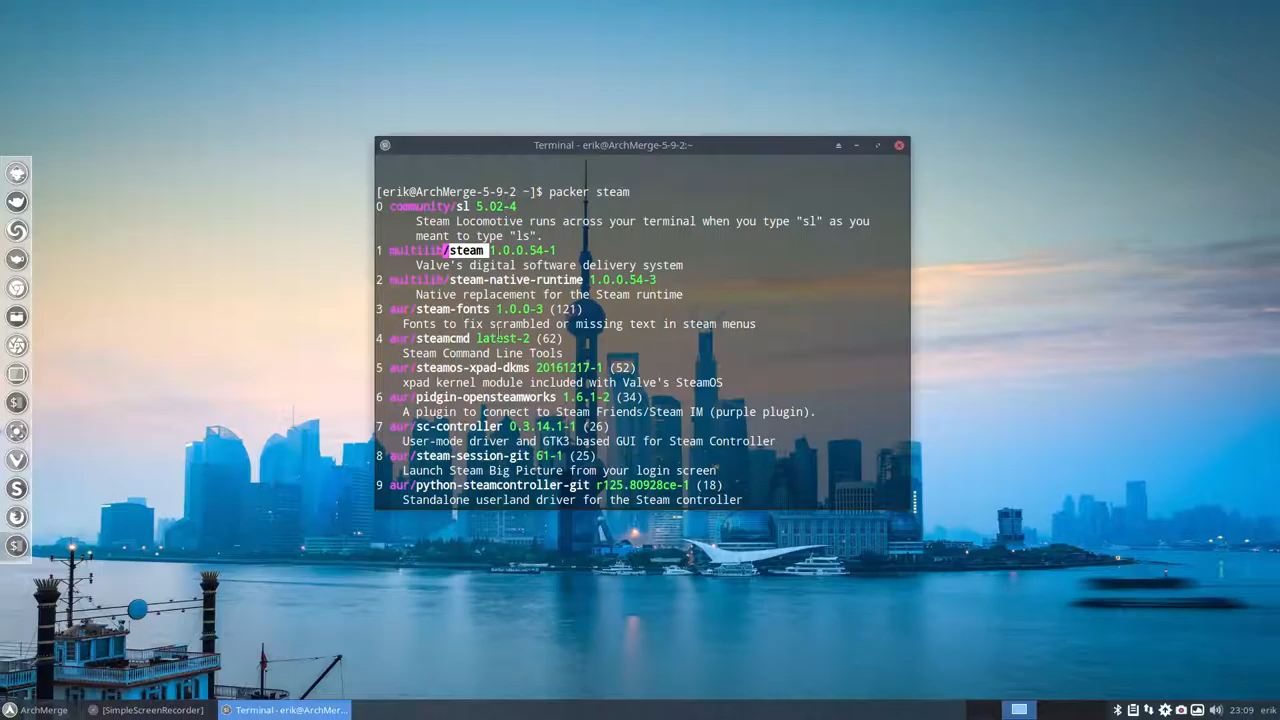 Terminal - erik@ArchMerge-5-9-2:~
[erik@ArchMerge-5-9-2 ~]$ packer steam
0 community/sl 5.02-4
Steam Locomotive runs across your terminal when you type "sl" as you
meant to type "ls".
1 multilib/steam 1.0.0.54-1
Valve's digital software delivery system
2 multilib/steam-native-runtime 1.0.0.54-3
Native replacement for the Steam runtime
3 aur/steam-fonts 1.0.0-3 (121)
Fonts to fix scrambled or missing text in steam menus
4 aur/steamcmd latest-2 (62)
Steam Command Line Tools
5 aur/steamos-xpad-dkms 20161217-1 (52)
xpad kernel module included with Valve's SteamOS
6 aur/pidgin-opensteamworks 1.6.1-2 (34)
A plugin to connect to Steam Friends/Steam IM (purple plugin).
7 aur/sc-controller 0.3.14.1-1 (26)
User-mode driver and GTK3 based GUI for Steam Controller
8 aur/steam-session-git 61-1 (25)
Launch Steam Big Picture from your login screen
9 aur/python-steamcontroller-git r125.80928ce-1 (18)
Standalone userland driver for the Steam controller
ArchMerge
[SimpleScreenRecorder]
Terminal - erik@ArchMer...
23:09
erik